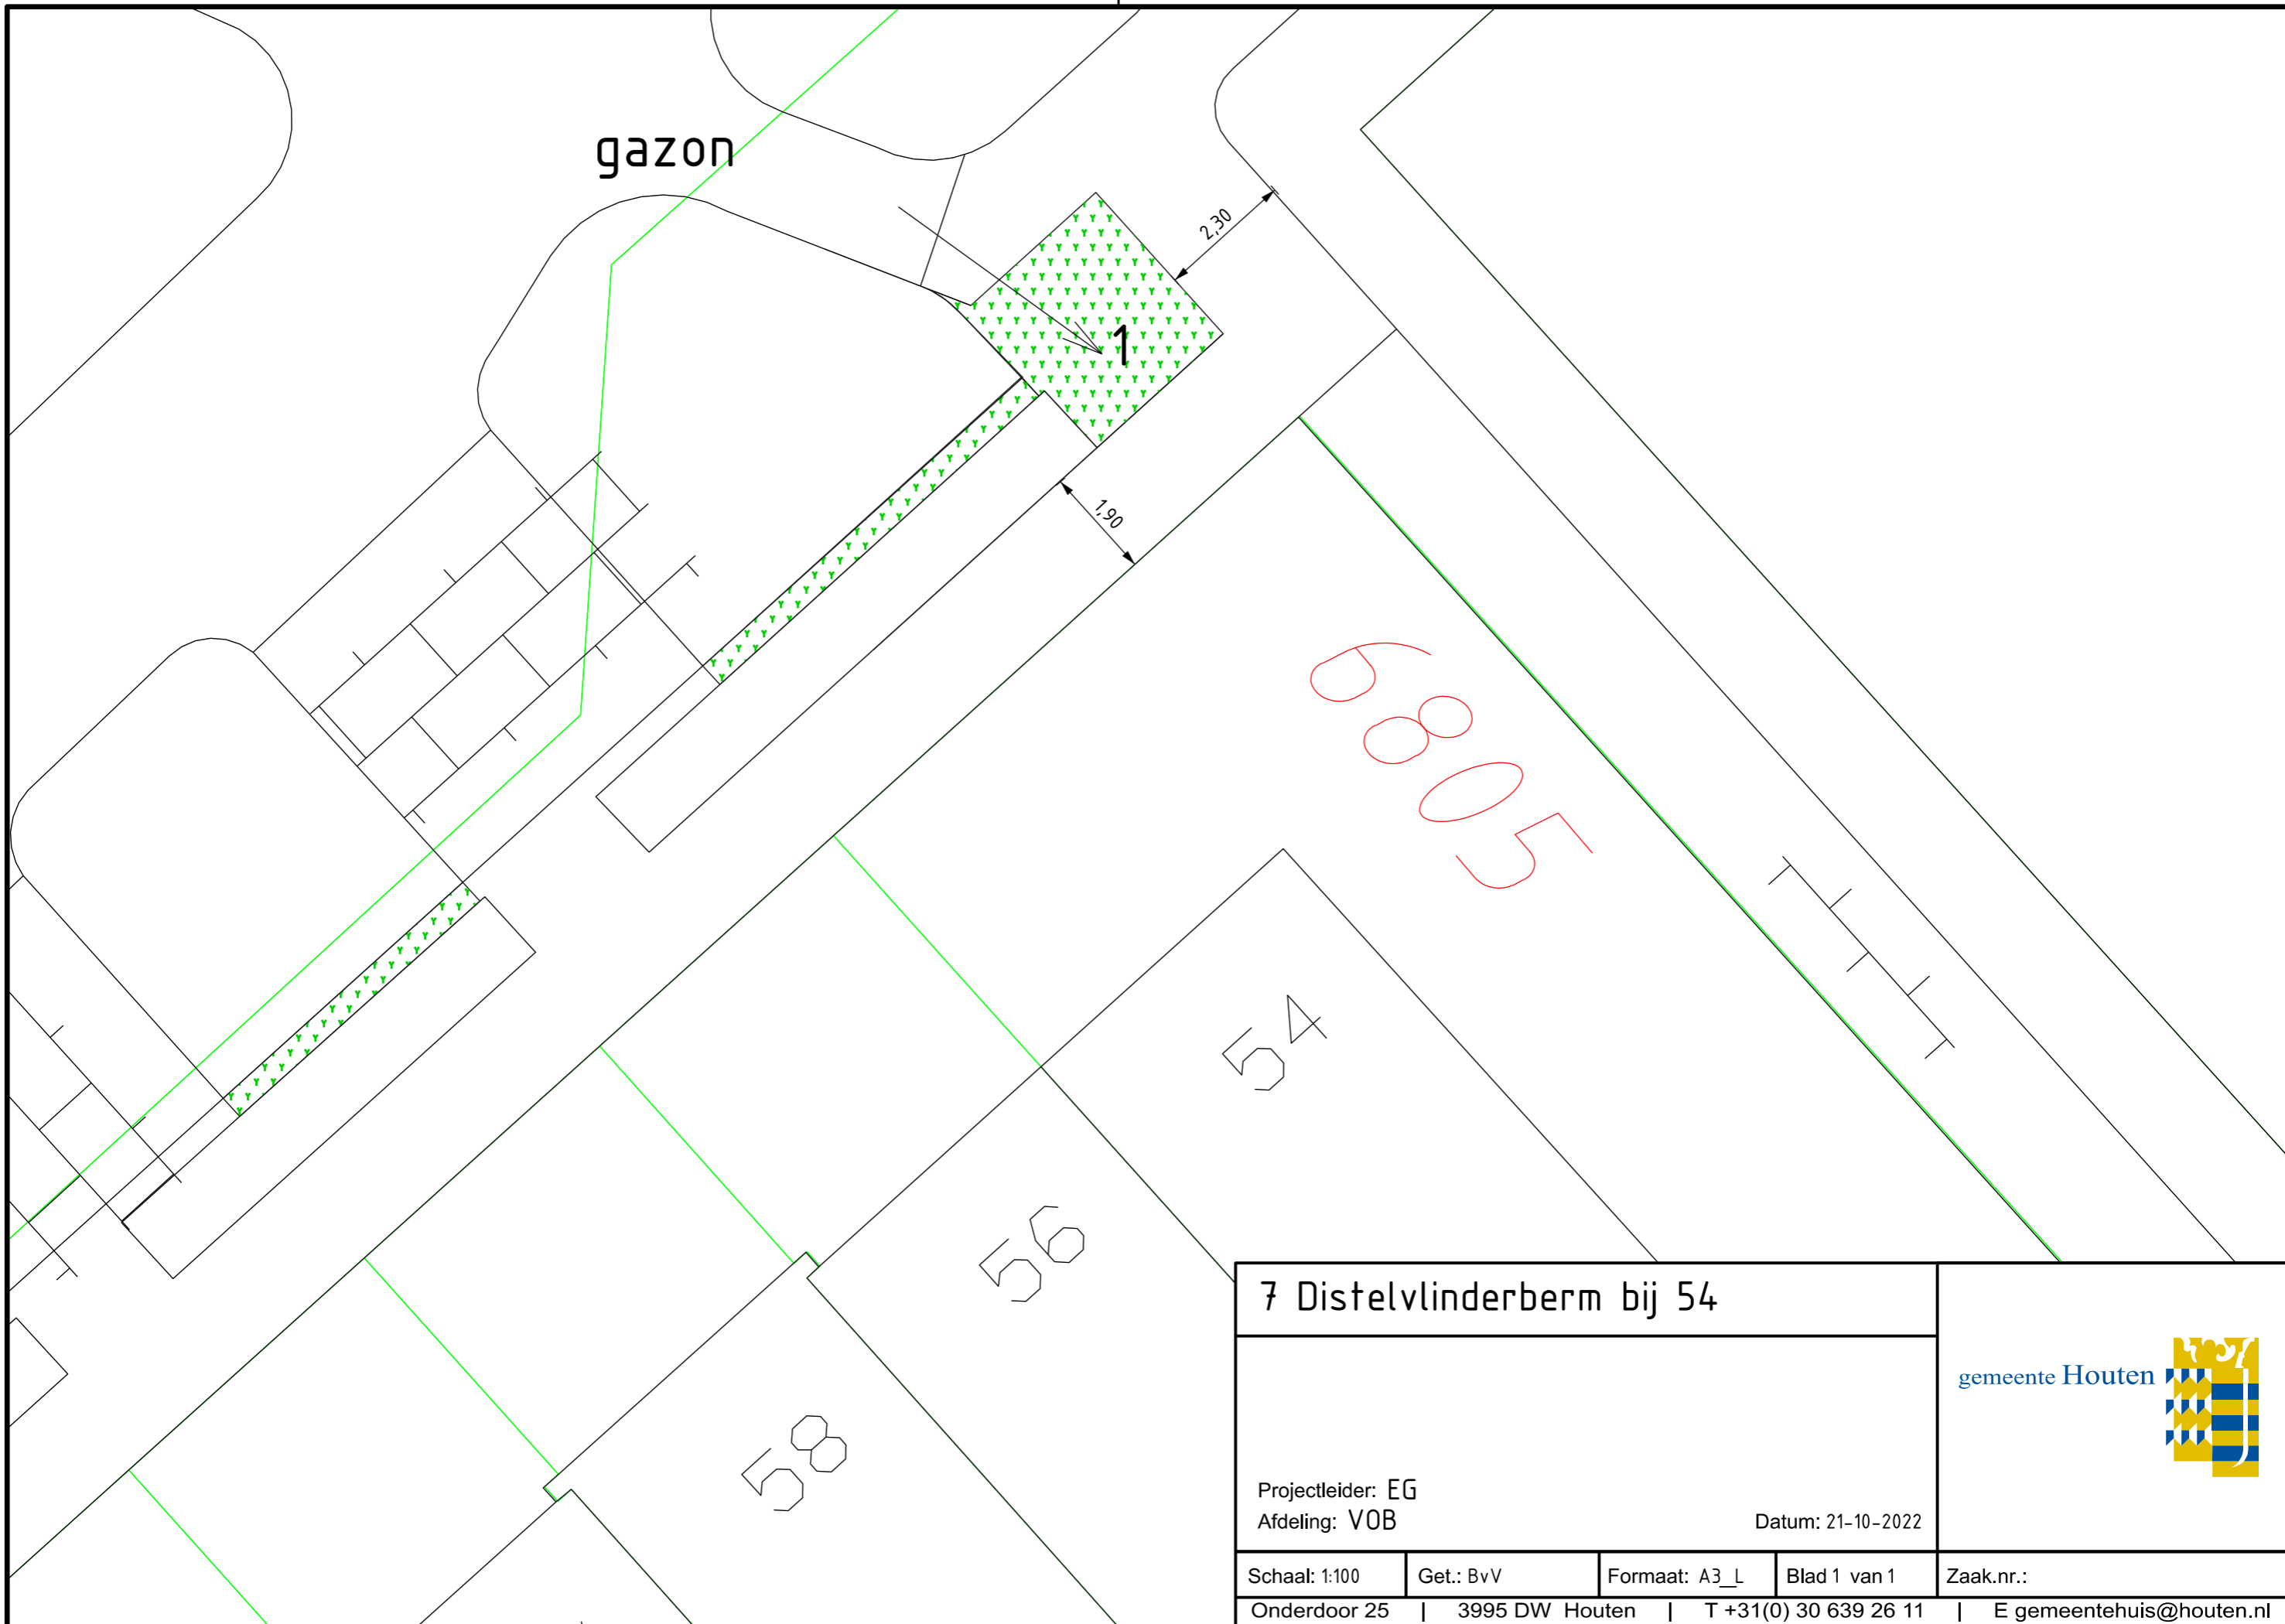 gazon
2,30
1
1,90
6805
54
56
58
7 Distelvlinderberm bij 54
gemeente Houten
Projectleider: EG
Afdeling: VOB
Datum: 21-10-2022
Schaal: 1:100
Get.: BvV
Formaat: A3_L
Blad 1 van 1
Zaak.nr.:
Onderdoor 25 | 3995 DW Houten | T +31(0) 30 639 26 11 | E gemeentehuis@houten.nl